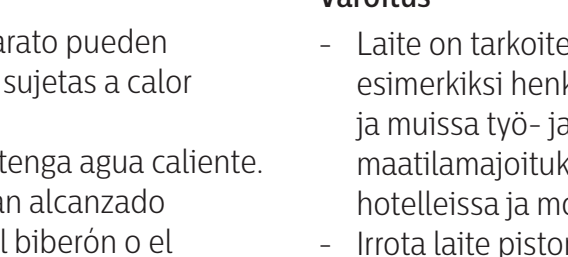 arato pueden
sujetas a calor
tenga agua caliente.
an alcanzado
l biberón o el
Varoitus
- Laite on tarkoite
esimerkiksi henk
ja muissa työ- ja
maatilamajoituk
hotelleissa ja mo
- Irrota laite pistor